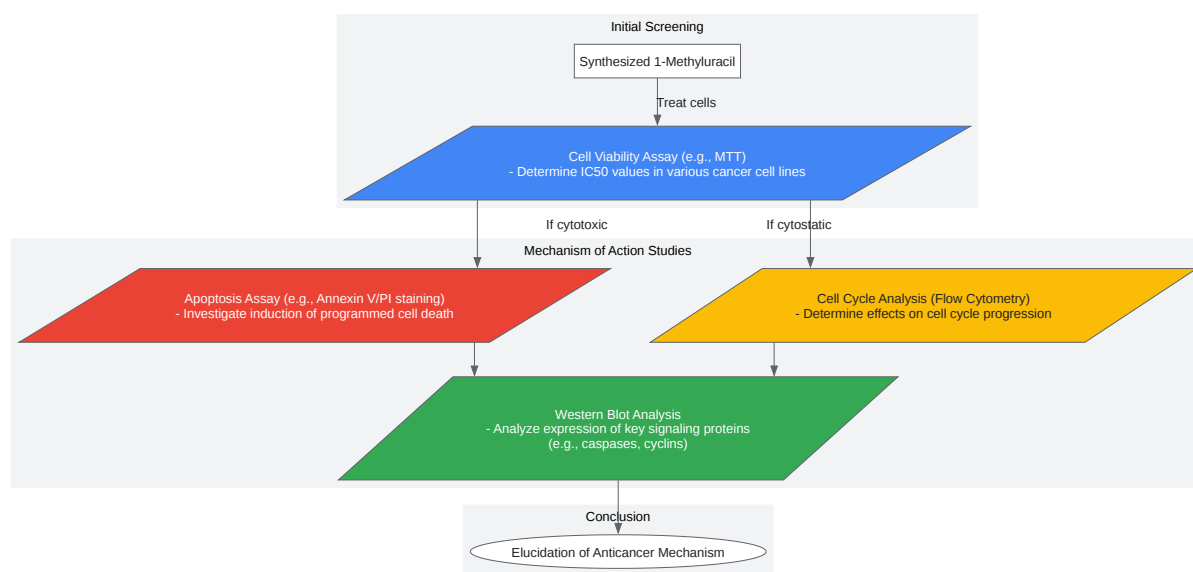 Initial Screening
Synthesized 1-Methyluracil
Treat cells
Cell Viability Assay (e.g., MTT)
- Determine IC50 values in various cancer cell lines
If cytotoxic
If cytostatic
Mechanism of Action Studies
Apoptosis Assay (e.g., Annexin V/PI staining)
- Investigate induction of programmed cell death
Cell Cycle Analysis (Flow Cytometry)
- Determine effects on cell cycle progression
Western Blot Analysis
- Analyze expression of key signaling proteins
(e.g., caspases, cyclins)
Conclusion
Elucidation of Anticancer Mechanism